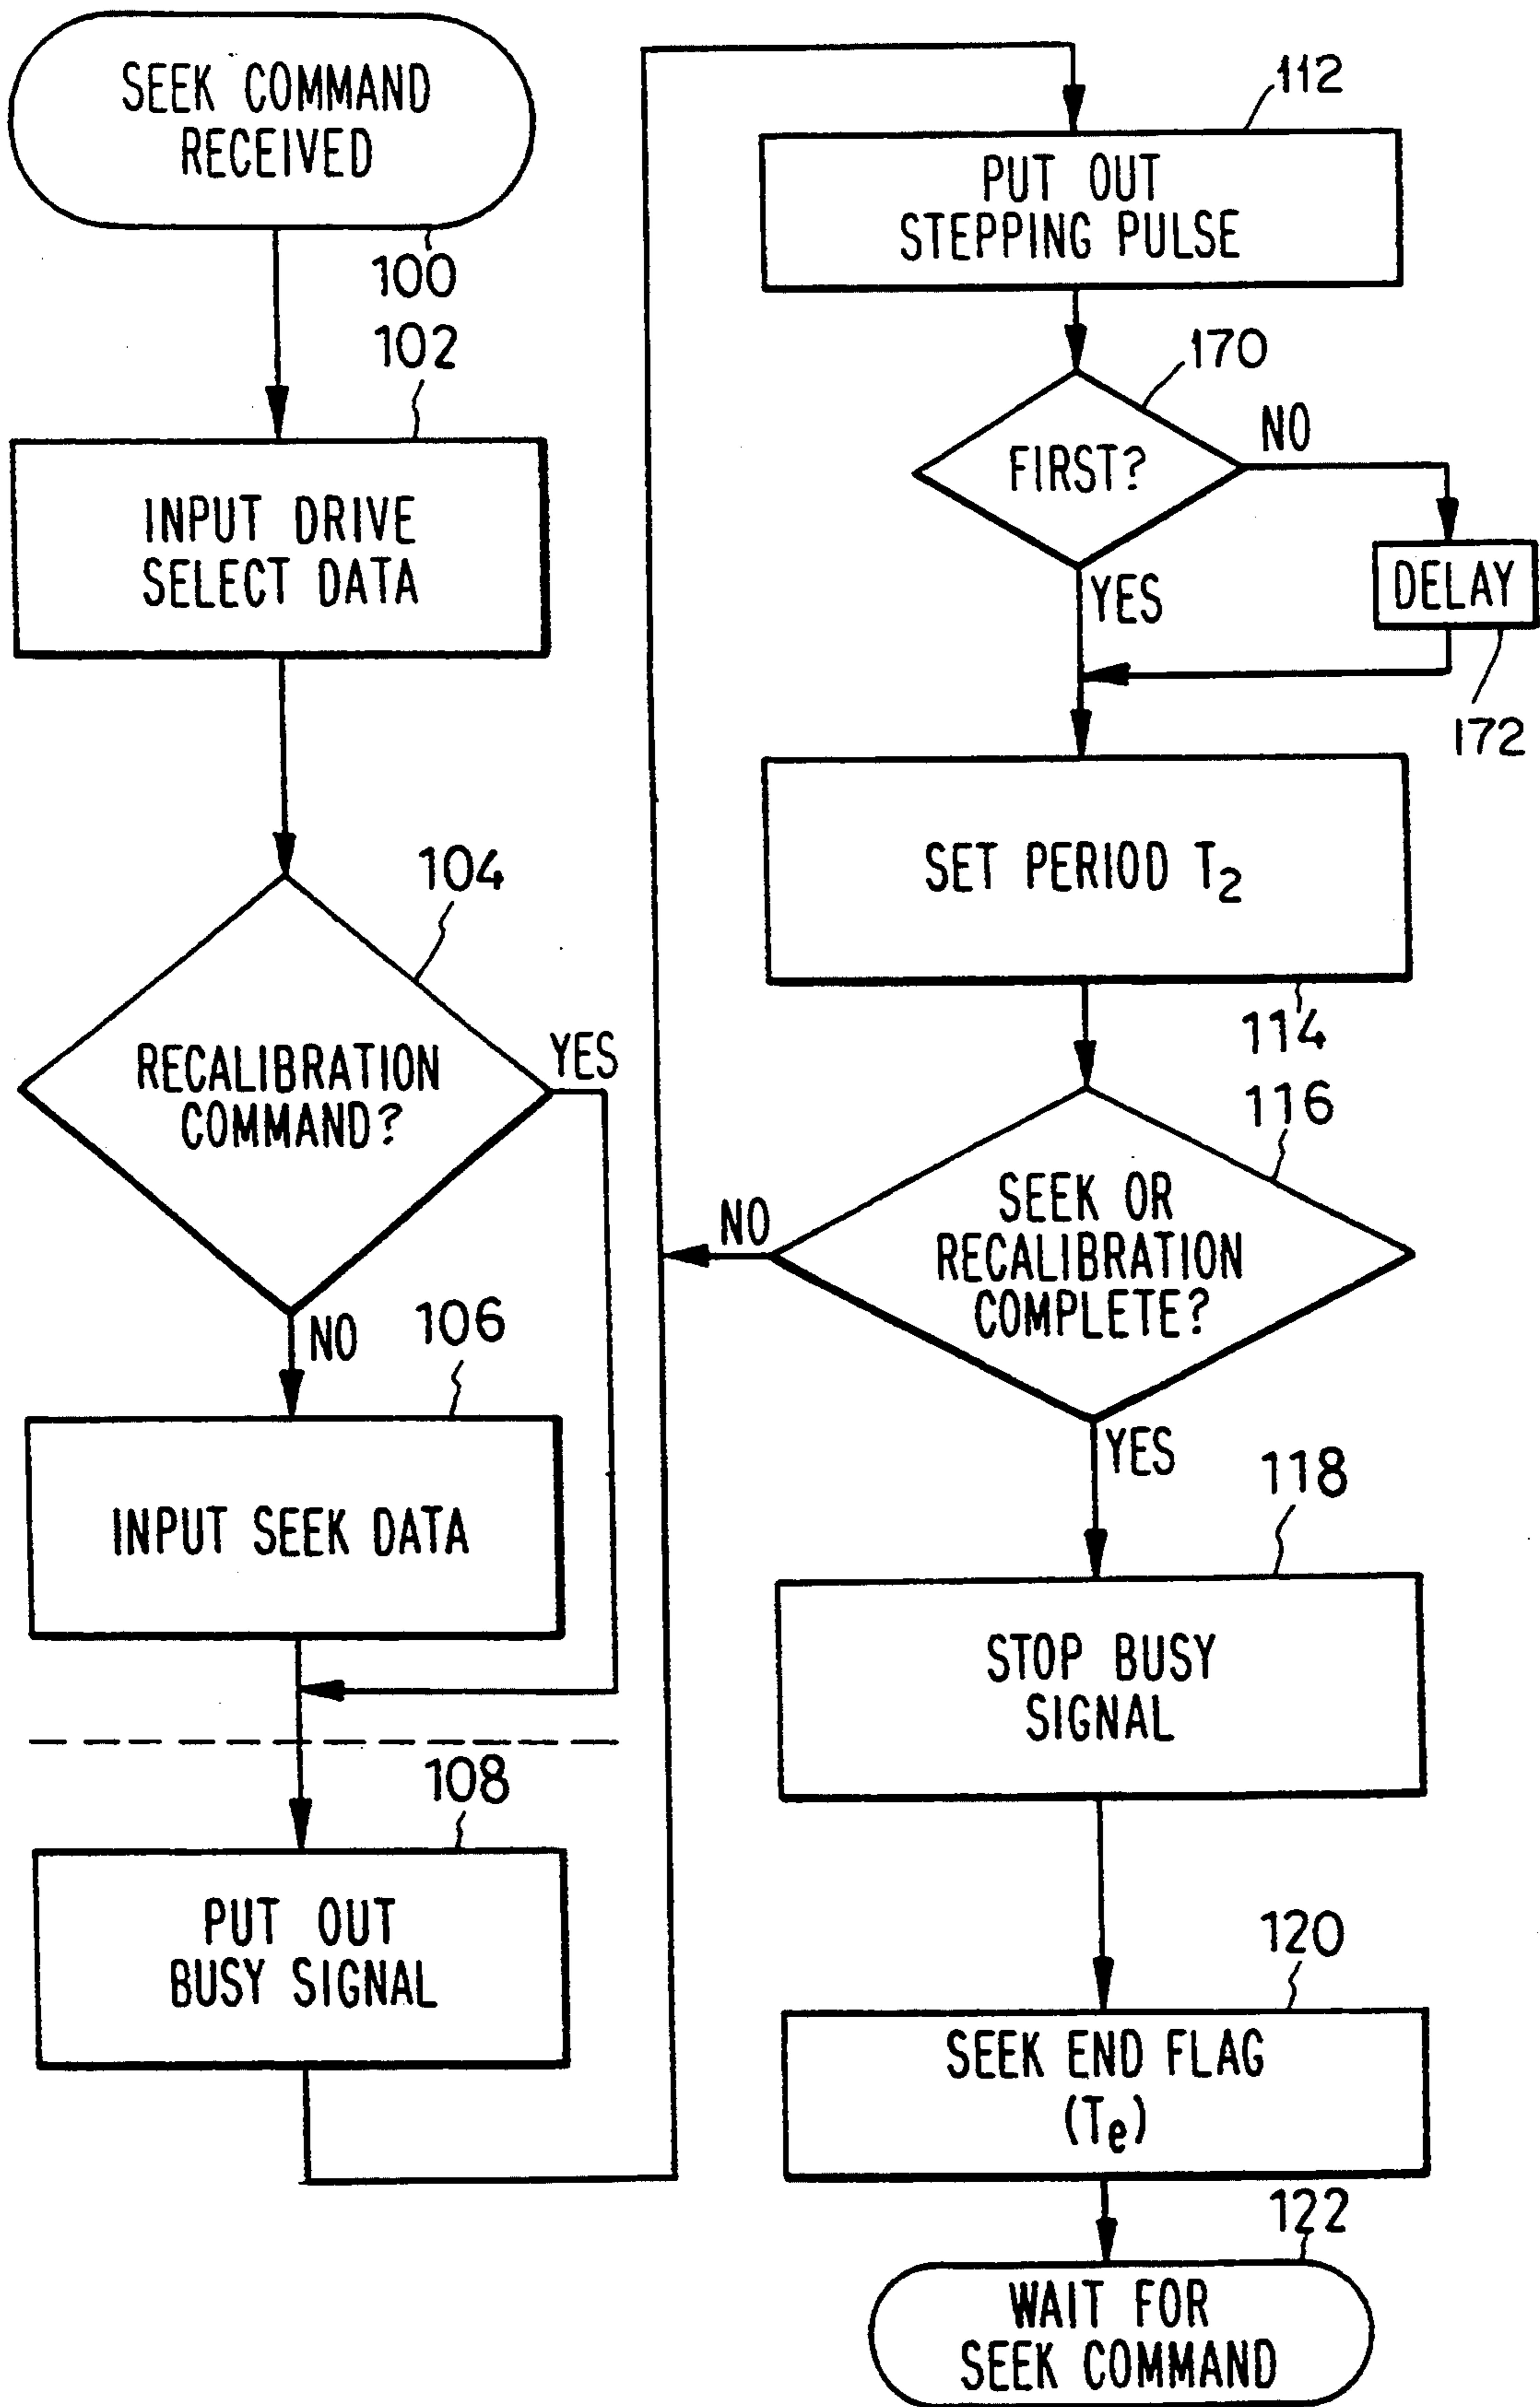 SEEK COMMAND
RECEIVED
100
102
INPUT DRIVE
SELECT DATA
104
RECALIBRATION
COMMAND?
YES
NO
106
INPUT SEEK DATA
108
PUT OUT
BUSY SIGNAL
112
PUT OUT
STEPPING PULSE
170
FIRST?
NO
YES
DELAY
172
SET PERIOD T2
114
116
SEEK OR
RECALIBRATION
COMPLETE?
NO
YES
118
STOP BUSY
SIGNAL
120
SEEK END FLAG
(Te)
122
WAIT FOR
SEEK COMMAND